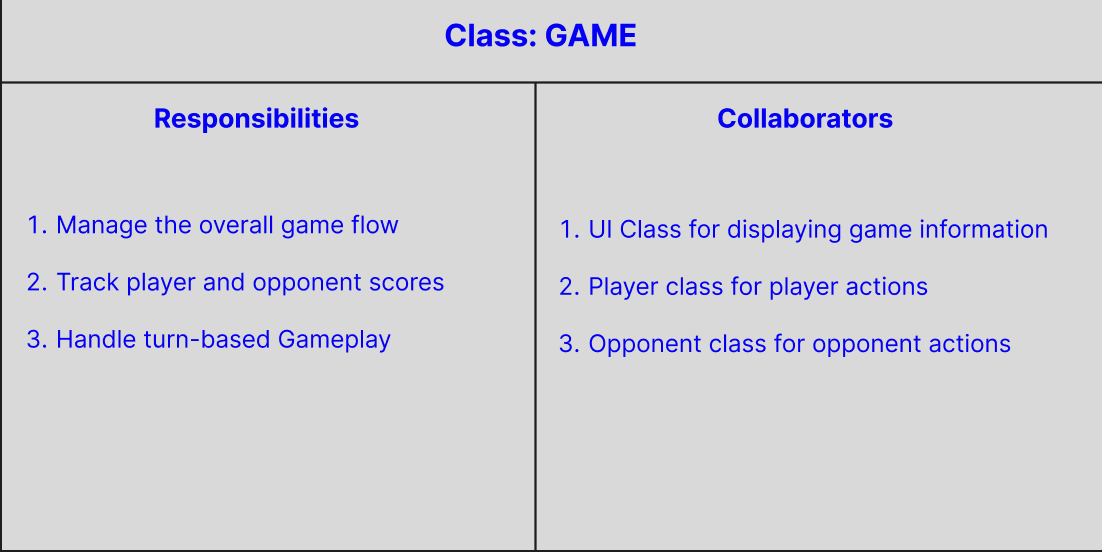 Class: GAME
Responsibilities
1. Manage the overall game flow
2. Track player and opponent scores
3. Handle turn-based Gameplay
Collaborators
1. UI Class for displaying game information
2. Player class for player actions
3. Opponent class for opponent actions